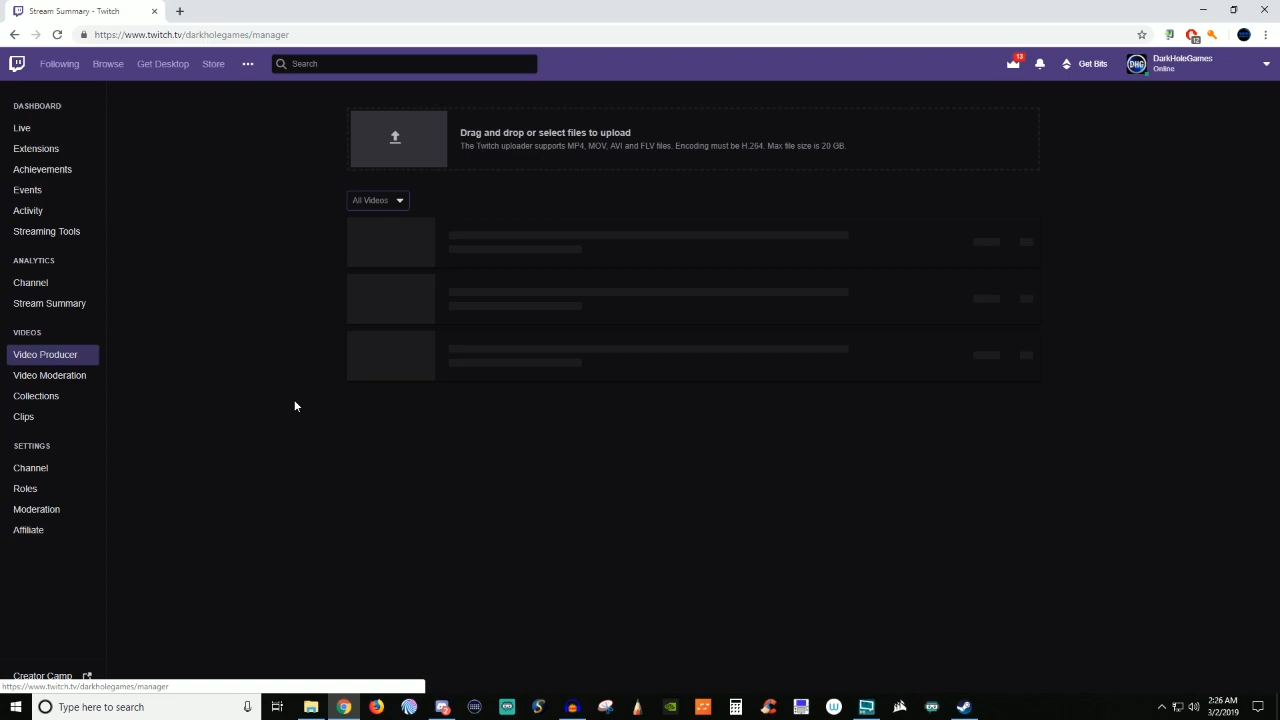 Stream Summary - Twitch
https://www.twitch.tv/darkholegames/manager
12
Following
Browse
Get Desktop
Store
Search
13
Get Bits
DHG
DarkHoleGames
Online
DASHBOARD
Live
Extensions
Achievements
Events
Activity
Streaming Tools
ANALYTICS
Channel
Stream Summary
VIDEOS
Video Producer
Video Moderation
Collections
Clips
SETTINGS
Channel
Roles
Moderation
Affiliate
Creator Camp
Drag and drop or select files to upload
The Twitch uploader supports MP4, MOV, AVI and FLV files. Encoding must be H.264. Max file size is 20 GB.
All Videos
https://www.twitch.tv/darkholegames/manager
Type here to search
2:26 AM
3/2/2019